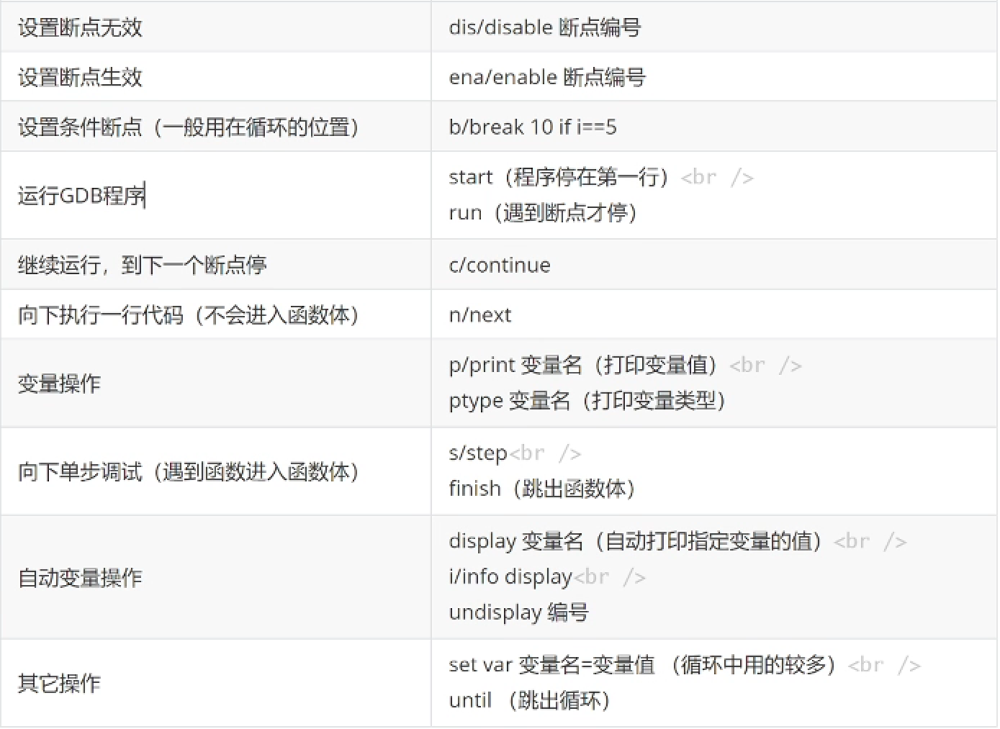 设置断点无效
dis/disable 断点编号
设置断点生效
ena/enable 断点编号
设置条件断点（一般用在循环的位置）
b/break 10 if i==5
运行GDB程序
start（程序停在第一行）<br />
run（遇到断点才停）
继续运行，到下一个断点停
c/continue
向下执行一行代码（不会进入函数体）
n/next
变量操作
p/print 变量名（打印变量值）<br />
ptype 变量名（打印变量类型）
向下单步调试（遇到函数进入函数体）
s/step<br />
finish（跳出函数体）
自动变量操作
display 变量名（自动打印指定变量的值）<br />
i/info display<br />
undisplay 编号
其它操作
set var 变量名=变量值 （循环中用的较多）<br />
until （跳出循环）